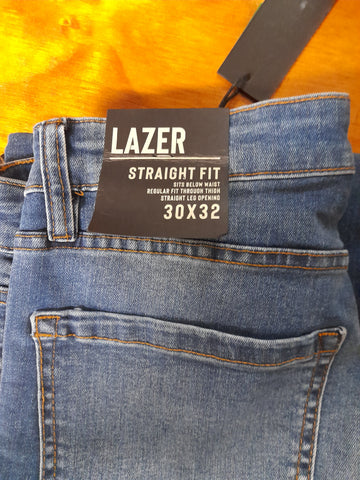 LAZER
STRAIGHT FIT
SITS BELOW WAIST
REGULAR FIT THROUGH THIGH
STRAIGHT LEG OPENING
30X32